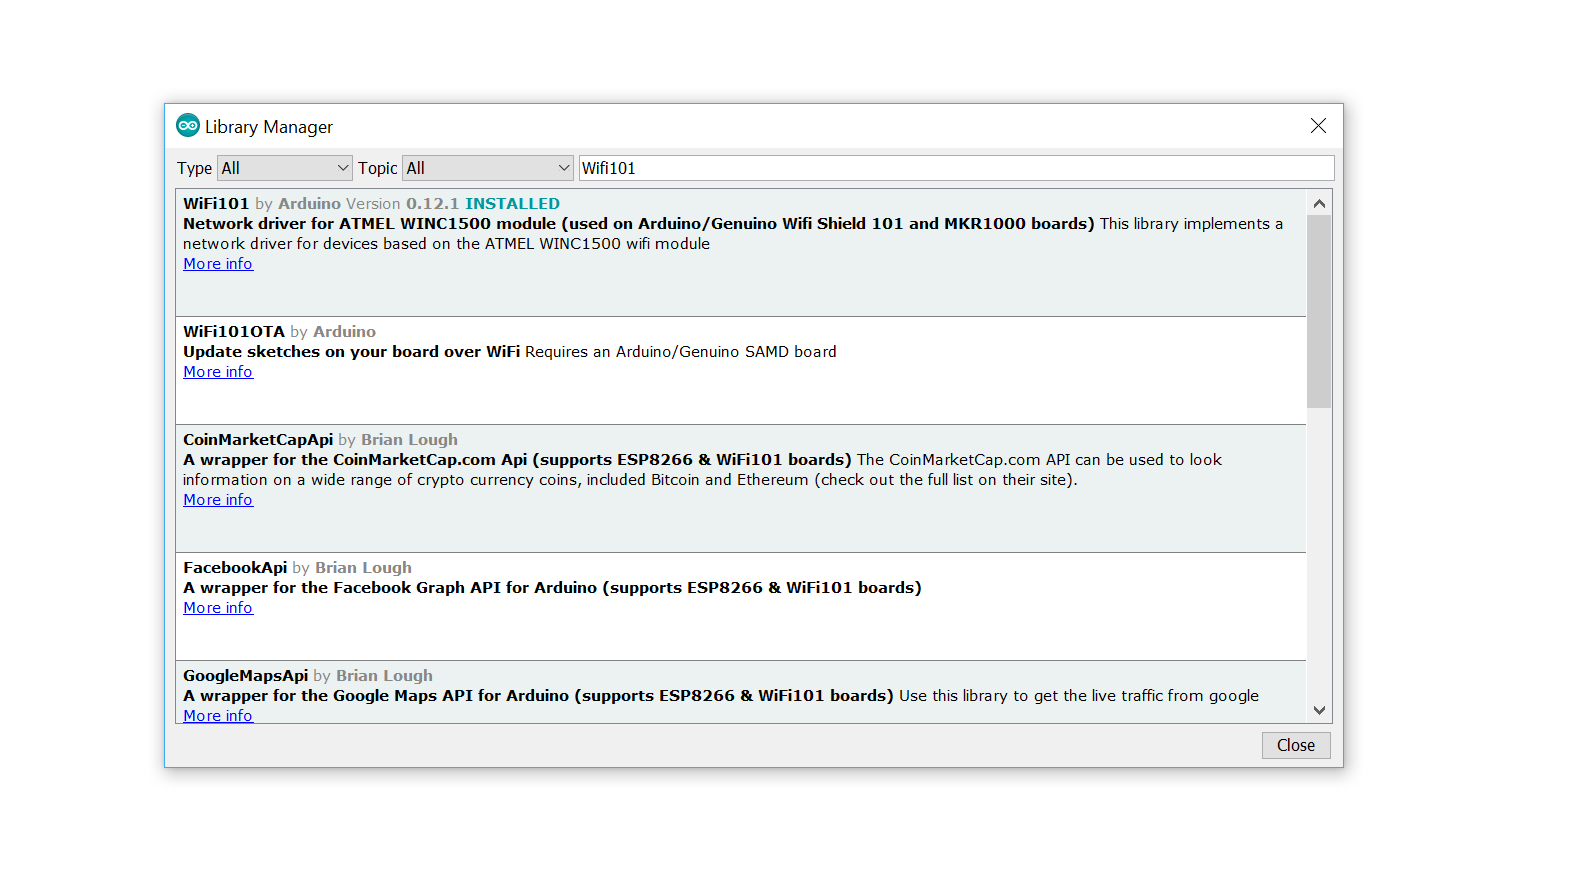 Library Manager
Type All Topic All Wifi101
WiFi101 by Arduino Version 0.12.1 INSTALLED
Network driver for ATMEL WINC1500 module (used on Arduino/Genuino Wifi Shield 101 and MKR1000 boards) This library implements a
network driver for devices based on the ATMEL WINC1500 wifi module
More info
WiFi101OTA by Arduino
Update sketches on your board over WiFi Requires an Arduino/Genuino SAMD board
More info
CoinMarketCapApi by Brian Lough
A wrapper for the CoinMarketCap.com Api (supports ESP8266 & WiFi101 boards) The CoinMarketCap.com API can be used to look
information on a wide range of crypto currency coins, included Bitcoin and Ethereum (check out the full list on their site).
More info
FacebookApi by Brian Lough
A wrapper for the Facebook Graph API for Arduino (supports ESP8266 & WiFi101 boards)
More info
GoogleMapsApi by Brian Lough
A wrapper for the Google Maps API for Arduino (supports ESP8266 & WiFi101 boards) Use this library to get the live traffic from google
More info
Close